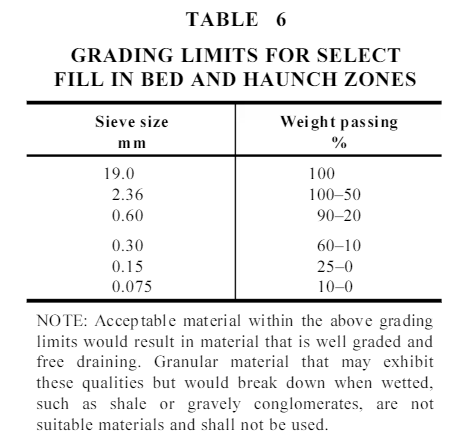 TABLE 6
GRADING LIMITS FOR SELECT
FILL IN BED AND HAUNCH ZONES
Sieve size Weight passing
mm %
19.0 100
2.36 100–50
0.60 90–20
0.30 60–10
0.15 25–0
0.075 10–0
NOTE: Acceptable material within the above grading
limits would result in material that is well graded and
free draining. Granular material that may exhibit
these qualities but would break down when wetted,
such as shale or gravely conglomerates, are not
suitable materials and shall not be used.